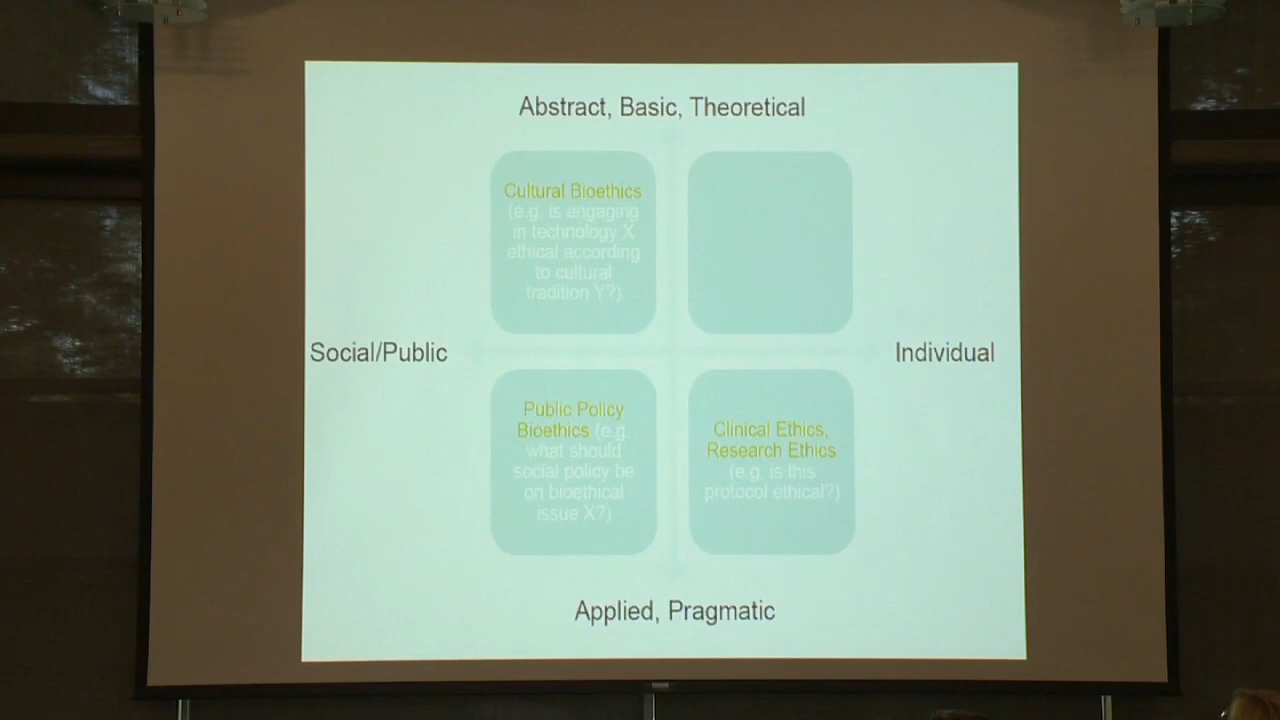 Abstract, Basic, Theoretical
Cultural Bioethics
(e.g. is engaging
in technology X
ethical according
to cultural
tradition Y?)
Social/Public
Individual
Public Policy
Bioethics (e.g.
what should
social policy be
on bioethical
issue X?)
Clinical Ethics,
Research Ethics
(e.g. is this
protocol ethical?)
Applied, Pragmatic